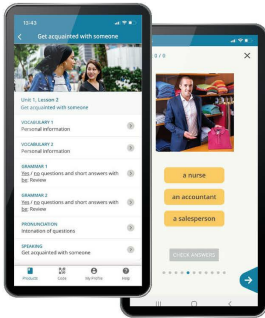 13:43
Get acquainted with someone
Unit 1, Lesson 2
Get acquainted with someone
VOCABULARY 1
Personal information
VOCABULARY 2
Personal information
GRAMMAR 1
Yes / no questions and short answers with
be: Review
GRAMMAR 2
Yes / no questions and short answers with
be: Review
PRONUNCIATION
Intonation of questions
SPEAKING
Get acquainted with someone
Products
Code
My Profile
Help
/ 9
a nurse
an accountant
a salesperson
CHECK ANSWERS